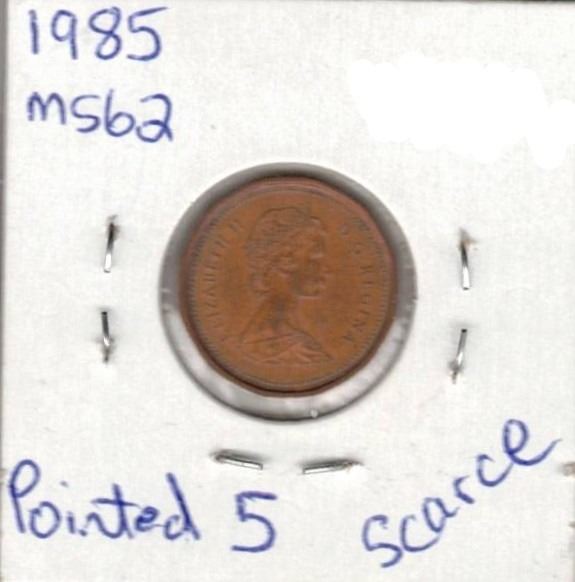 1985
MS62
ELIZABETH II D·G·REGINA
Pointed 5
Scarce